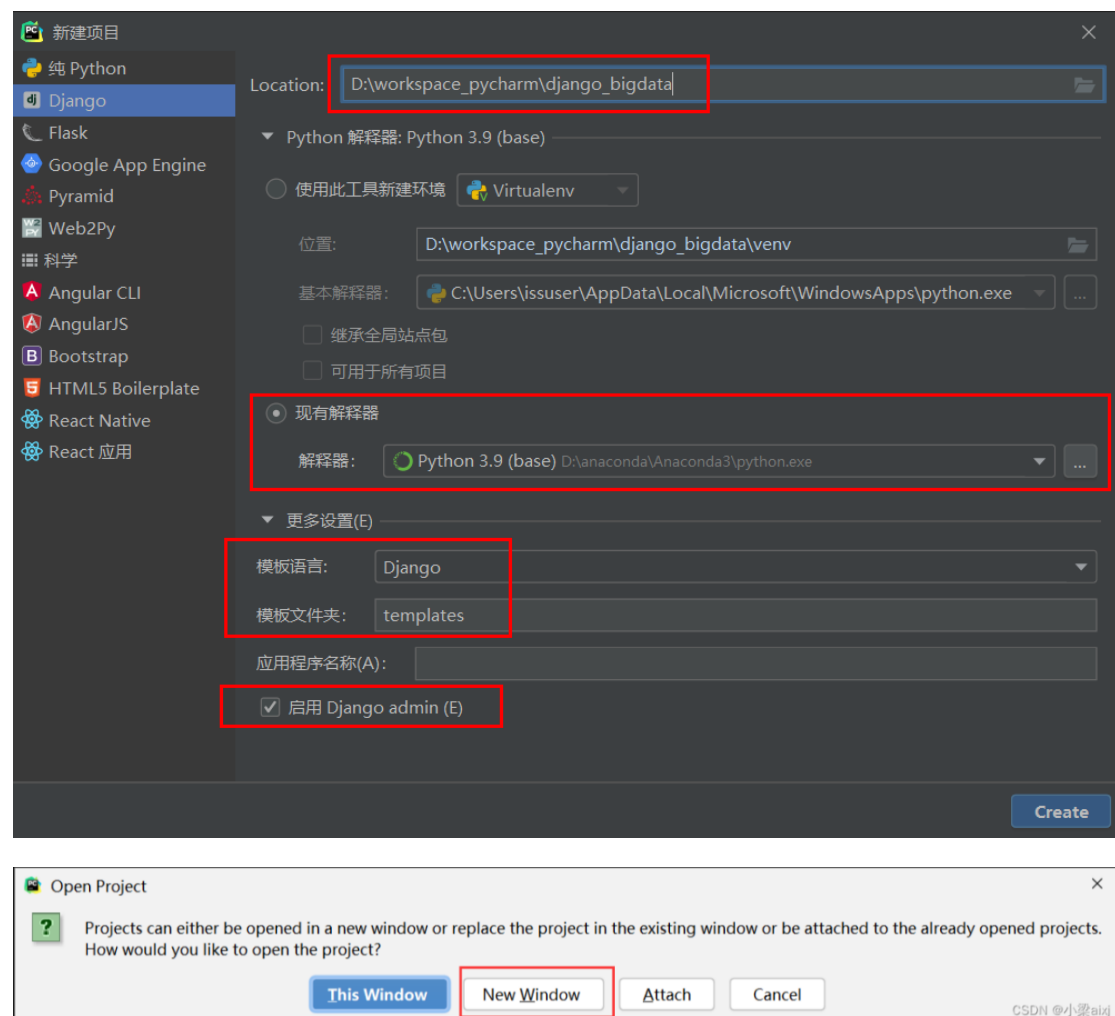 新建项目
纯 Python
Django
Flask
Google App Engine
Pyramid
Web2Py
科学
Angular CLI
AngularJS
Bootstrap
HTML5 Boilerplate
React Native
React 应用
Location: D:\workspace_pycharm\django_bigdata
Python 解释器: Python 3.9 (base)
使用此工具新建环境 Virtualenv
位置: D:\workspace_pycharm\django_bigdata\venv
基本解释器: C:\Users\issuser\AppData\Local\Microsoft\WindowsApps\python.exe ...
继承全局站点包
可用于所有项目
现有解释器
解释器: Python 3.9 (base) D:\anaconda\Anaconda3\python.exe ...
更多设置(E)
模板语言: Django
模板文件夹: templates
应用程序名称(A):
启用 Django admin (E)
Create
Open Project
Projects can either be opened in a new window or replace the project in the existing window or be attached to the already opened projects.
How would you like to open the project?
This Window New Window Attach Cancel
CSDN @小梁aixj